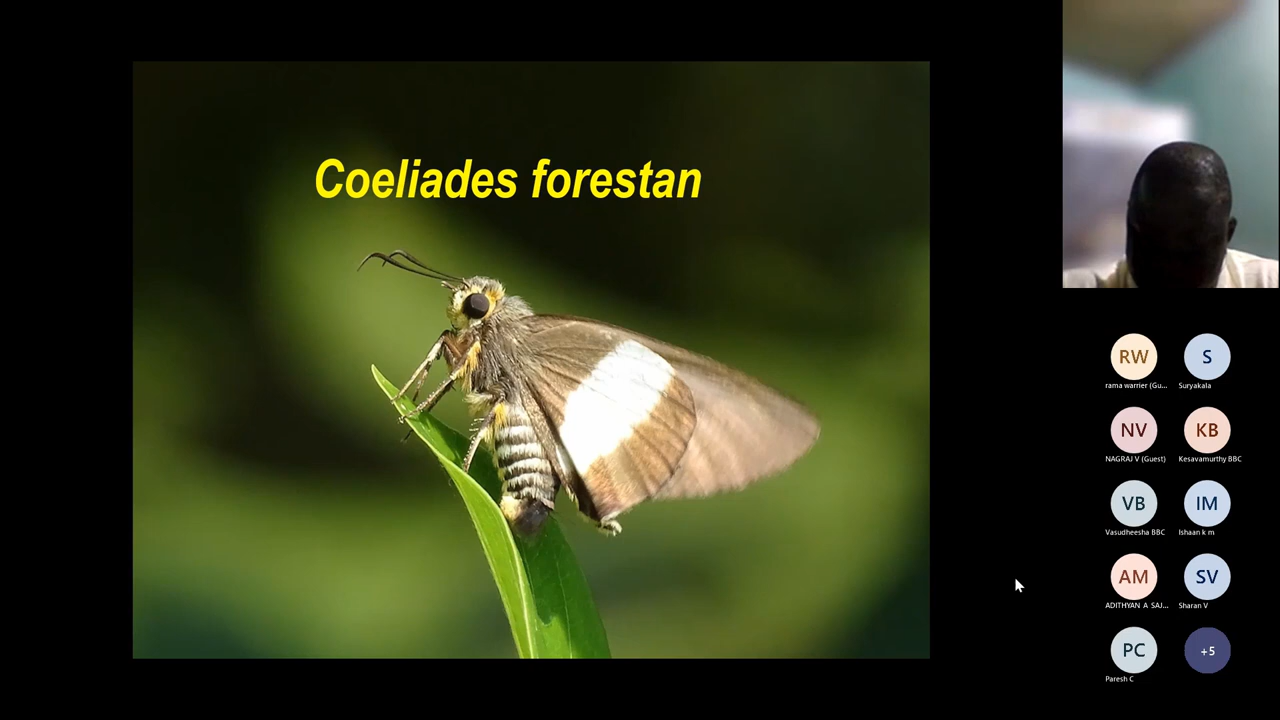 Coeliades forestan
RW
S
rama warrier (Gu...
Suryakala
NV
KB
NAGRAJ V (Guest)
Kesavamurthy BBC
VB
IM
Vasudheesha BBC
Ishaan k m
AM
SV
ADITHYAN A SAJ...
Sharan V
PC
+5
Paresh C